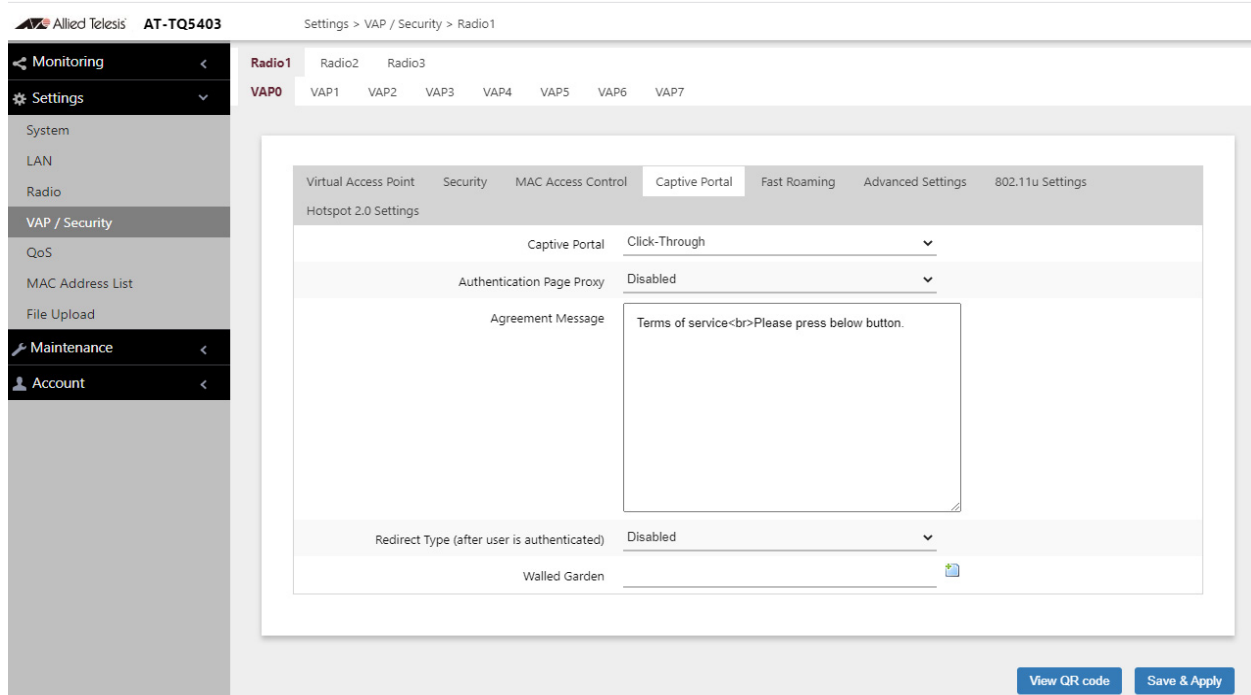 Allied Telesis AT-TQ5403 Settings > VAP / Security > Radio1
Monitoring
Settings
System
LAN
Radio
VAP / Security
QoS
MAC Address List
File Upload
Maintenance
Account
Radio1 Radio2 Radio3
VAP0 VAP1 VAP2 VAP3 VAP4 VAP5 VAP6 VAP7
Virtual Access Point Security MAC Access Control Captive Portal Fast Roaming Advanced Settings 802.11u Settings
Hotspot 2.0 Settings
Captive Portal Click-Through
Authentication Page Proxy Disabled
Agreement Message Terms of service<br>Please press below button.
Redirect Type (after user is authenticated) Disabled
Walled Garden
View QR code Save & Apply